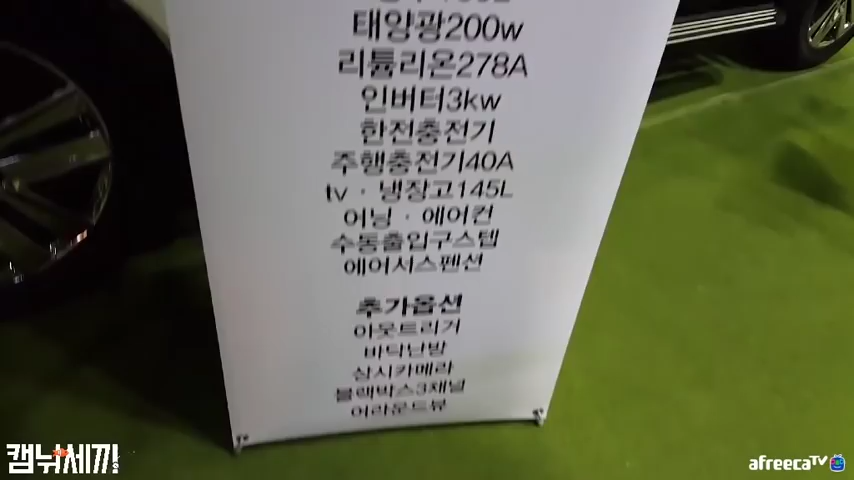 태양광200w
리튬리온278A
인버터3kw
한전충전기
주행충전기40A
tv · 냉장고145L
어닝 · 에어컨
수동출입구스텝
에어서스펜션
추가옵션
아웃트리거
바닥난방
상시카메라
블랙박스3채널
어라운드뷰
캠낚세끼!
afreecaTV